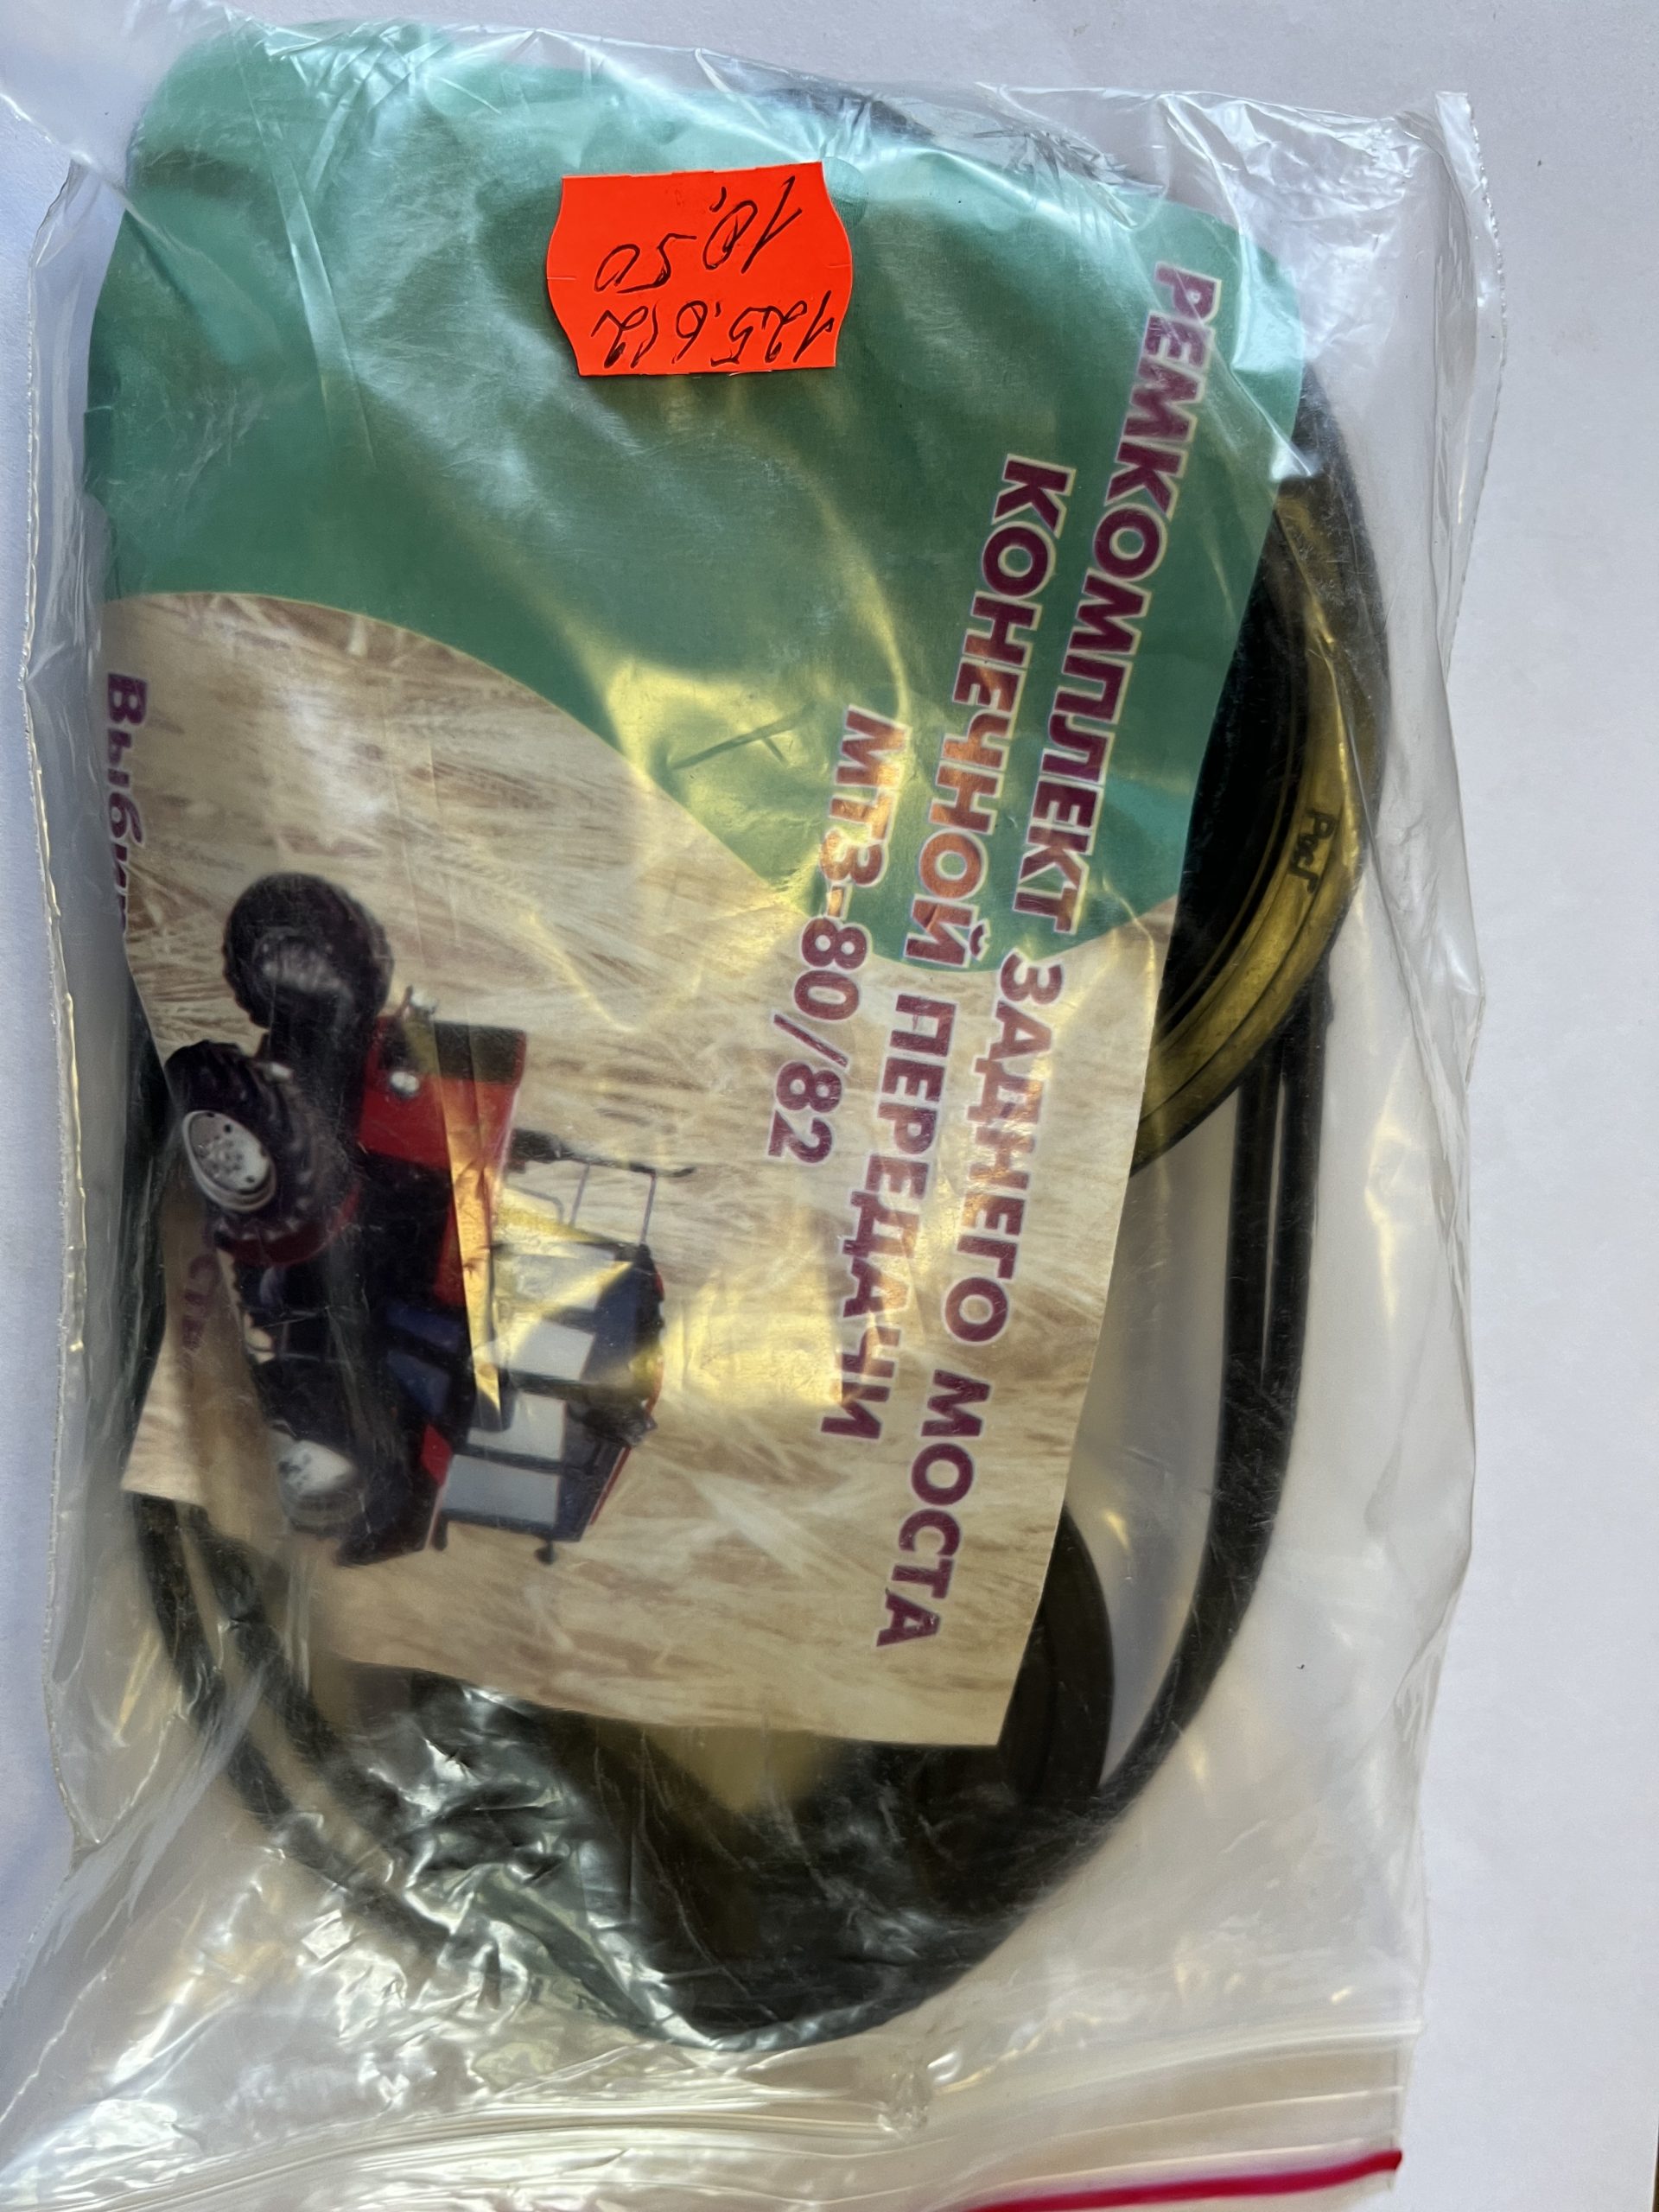 РЕМКОМПЛЕКТ ЗАДНЕГО МОСТА
КОНЕЧНОЙ ПЕРЕДАЧИ
МТЗ-80/82
125,612
10,50